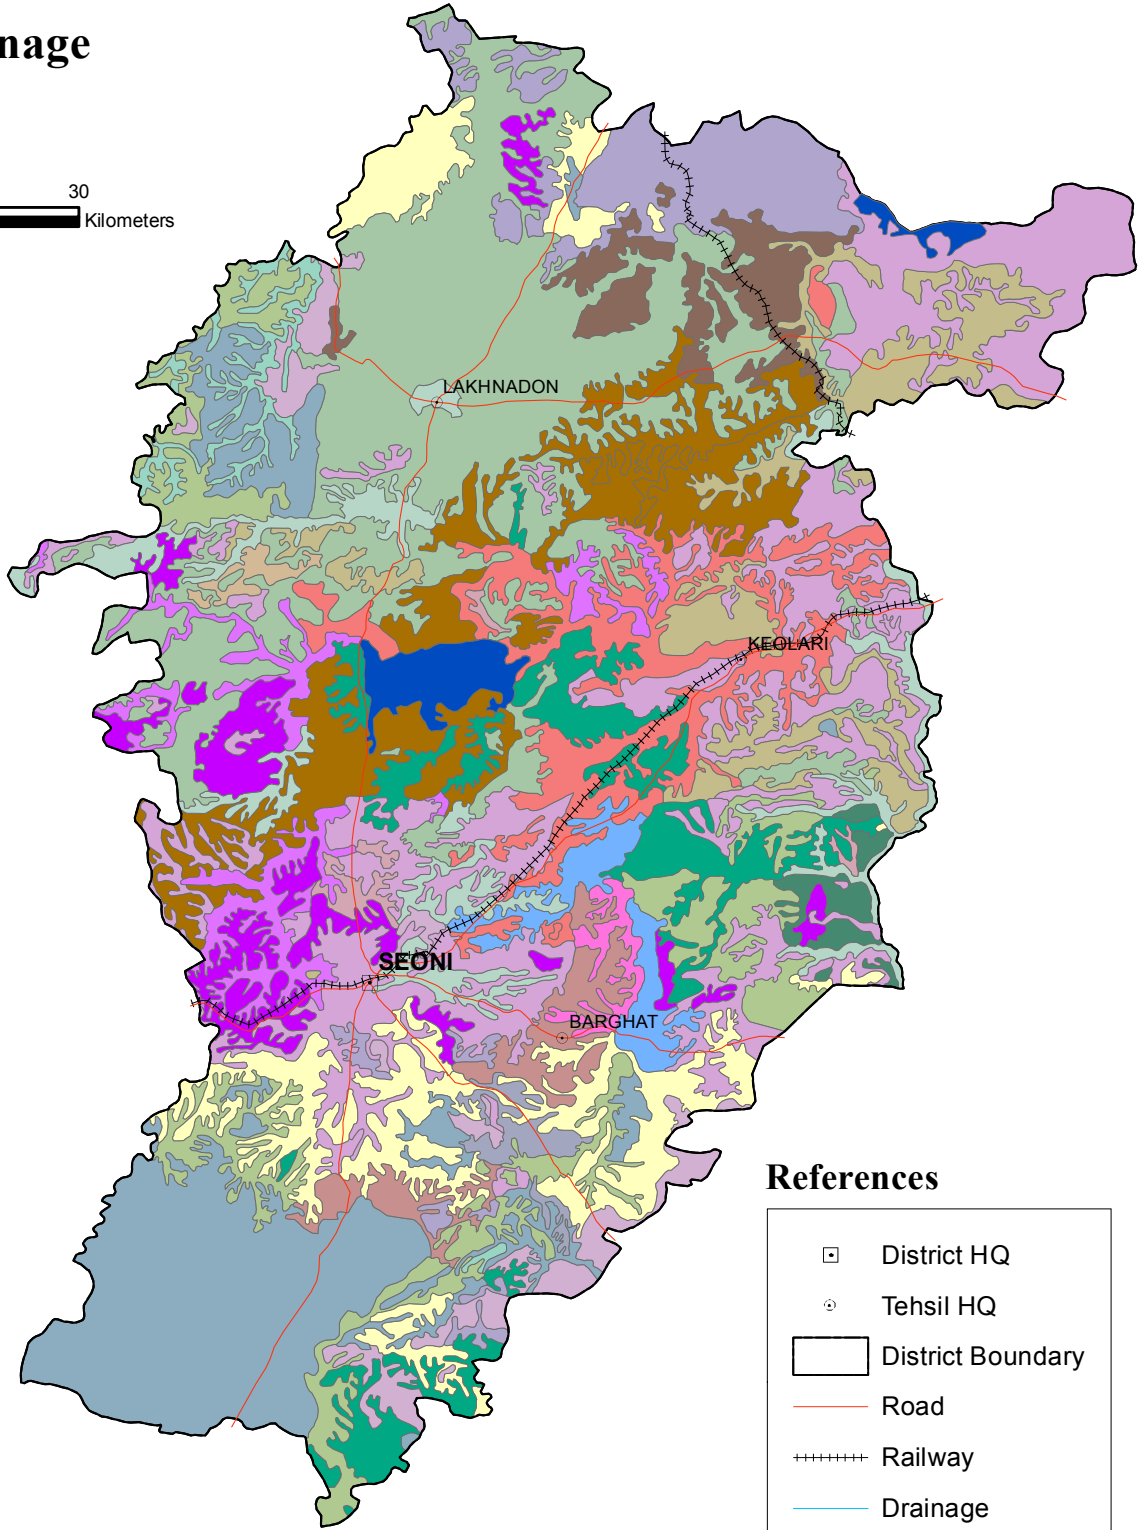 nage
30
Kilometers
LAKHNADON
KEOLARI
SEONI
BARGHAT
References
District HQ
Tehsil HQ
District Boundary
Road
Railway
Drainage